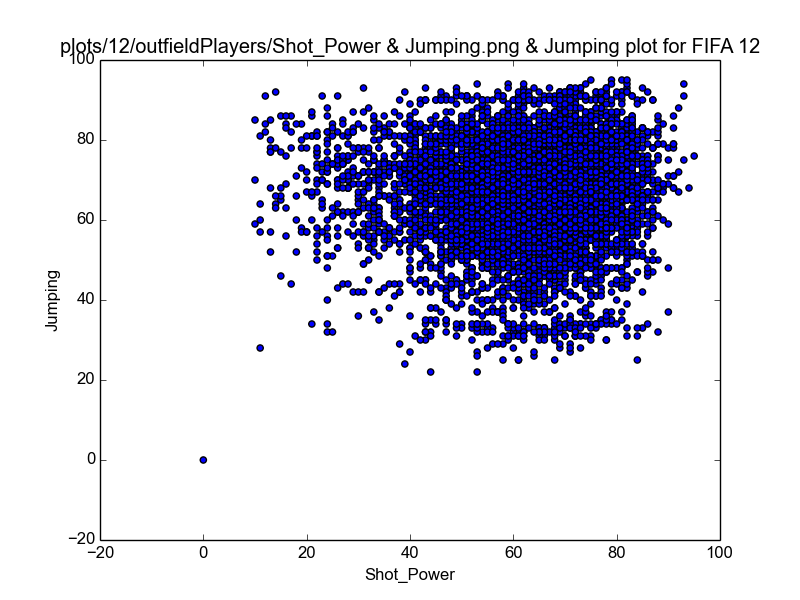 plots/12/outfieldPlayers/Shot_Power & Jumping.png & Jumping plot for FIFA 12
100
80
60
40
20
0
−20
−20 0 20 40 60 80 100
Jumping
Shot_Power